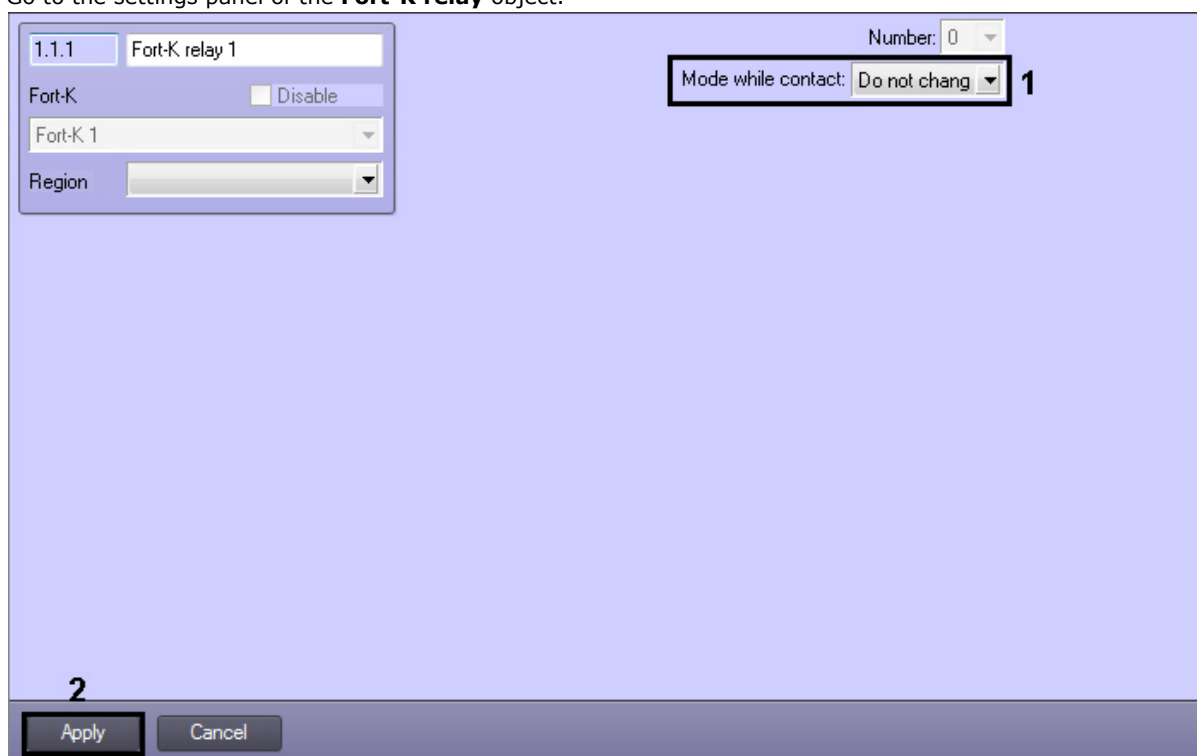 Go to the settings panel of the Fort-K relay object.
1.1.1 Fort-K relay 1
Number: 0
Mode while contact: Do not chang 1
Fort-K Disable
Fort-K 1
Region
2
Apply Cancel